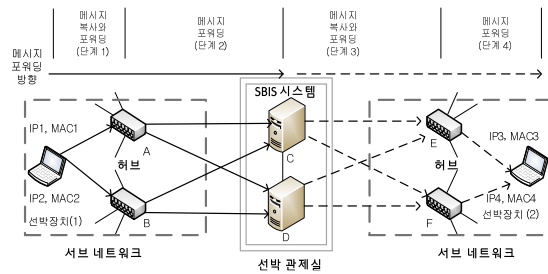 메시지
복사와
포워딩
(단계 1)
메시지
포워딩
(단계 2)
메시지
복사와
포워딩
(단계 3)
메시지
포워딩
(단계 4)
메시지
포워딩
방향
SBIS 시스템
IP1, MAC1
A
허브
C
E
허브
IP3, MAC3
IP2, MAC2
선박장치(1)
B
D
F
IP4, MAC4
선박장치 (2)
서브 네트워크
선박 관제실
서브 네트워크